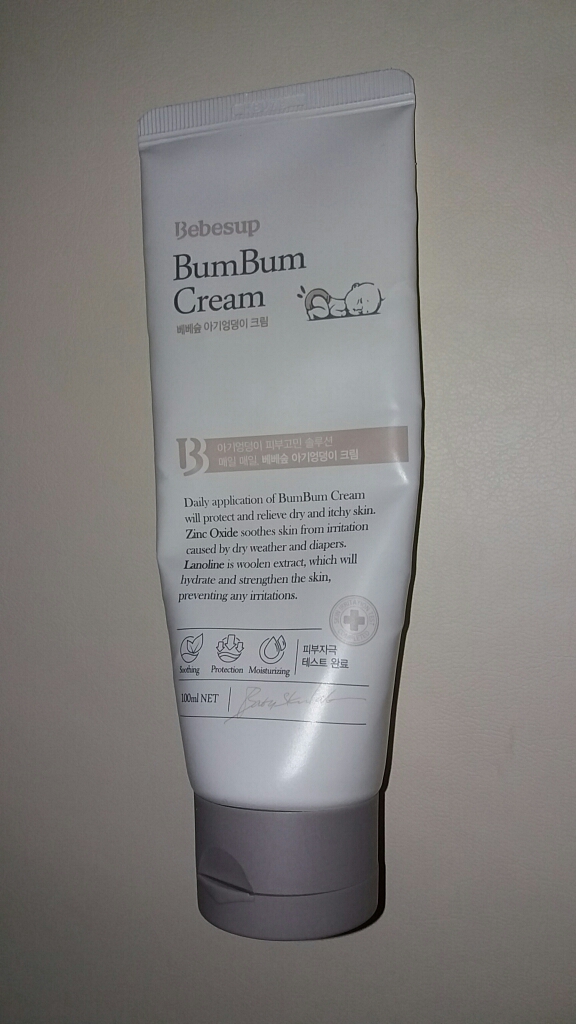 Bebesup
BumBum
Cream
베베숲 아기엉덩이 크림
B
아기엉덩이 피부고민 솔루션
매일 매일, 베베숲 아기엉덩이 크림
Daily application of BumBum Cream
will protect and relieve dry and itchy skin.
Zinc Oxide soothes skin from irritation
caused by dry weather and diapers.
Lanoline is woolen extract, which will
hydrate and strengthen the skin,
preventing any irritations.
Soothing Protection Moisturizing
피부자극
테스트 완료
100ml NET